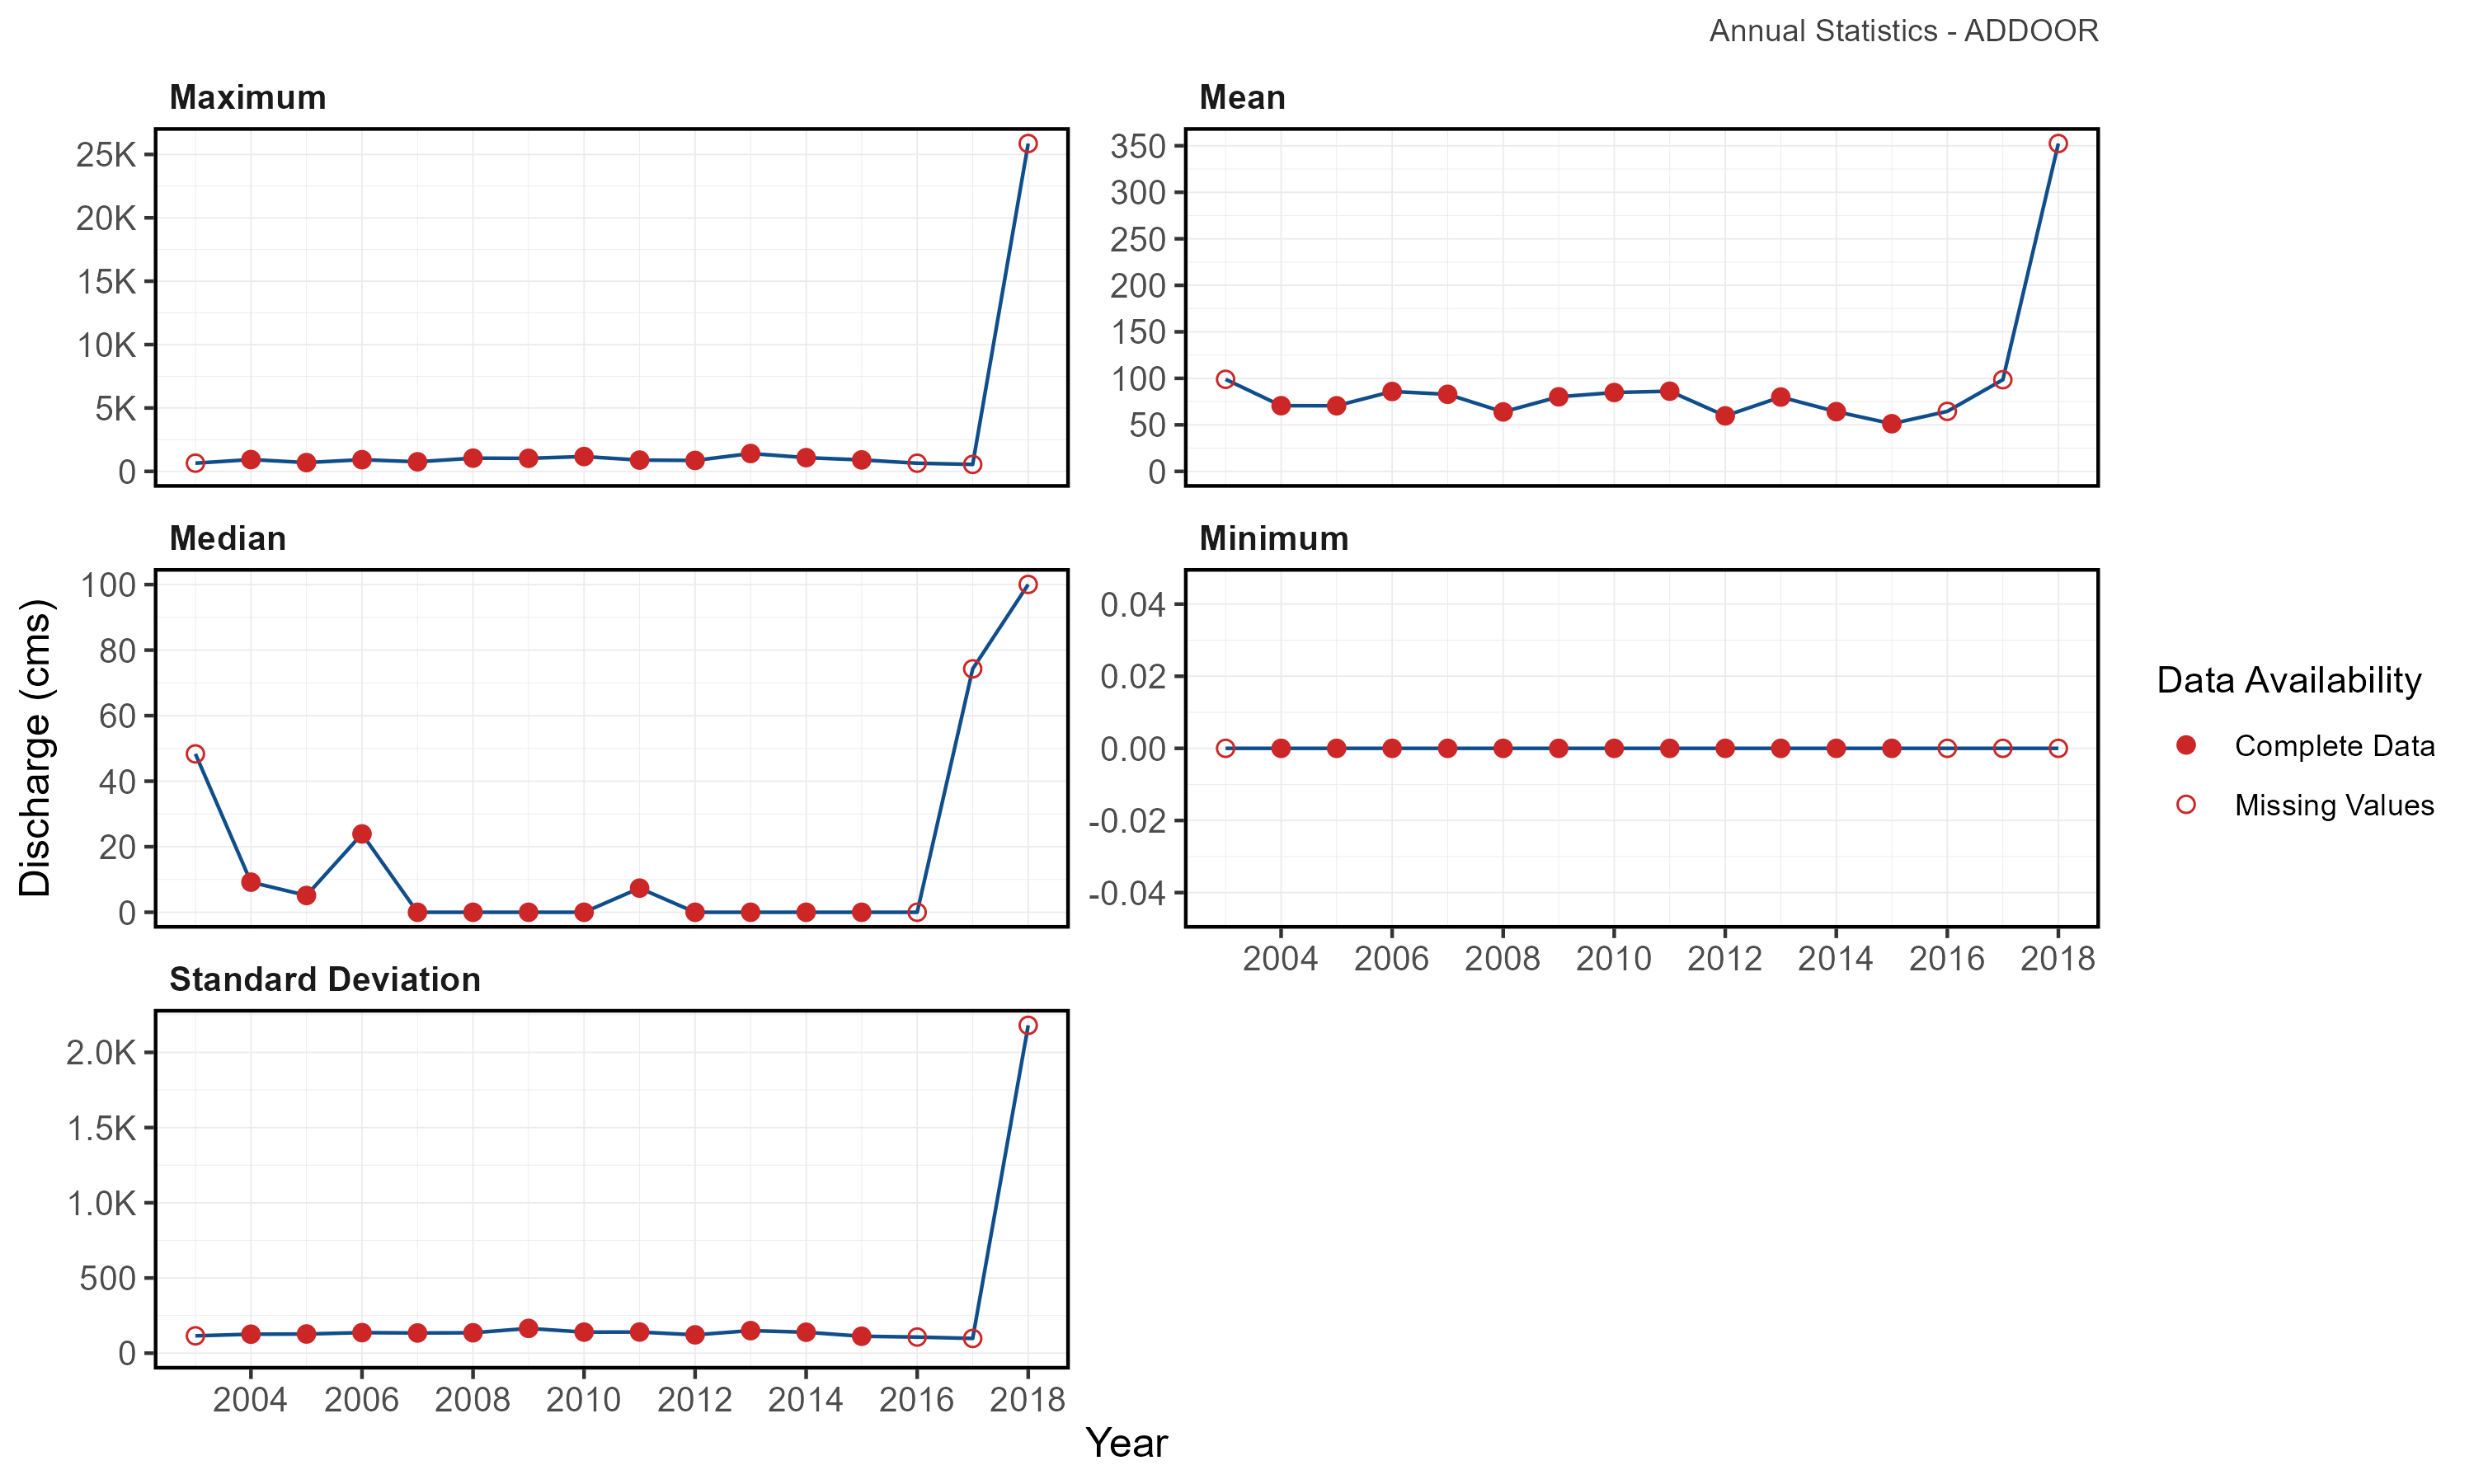 Annual Statistics - ADDOOR
Maximum
25K
20K
15K
10K
5K
0
Mean
350
300
250
200
150
100
50
0
Discharge (cms)
Median
100
80
60
40
20
0
Minimum
0.04
0.02
0.00
-0.02
-0.04
2004 2006 2008 2010 2012 2014 2016 2018
Data Availability
Complete Data
Missing Values
Standard Deviation
2.0K
1.5K
1.0K
500
0
2004 2006 2008 2010 2012 2014 2016 2018
Year